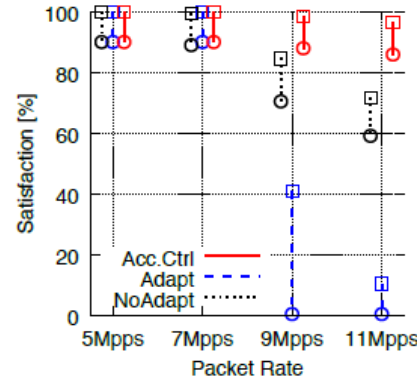 Satisfaction [%]
100
80
60
40
20
0
Acc.Ctrl
Adapt
NoAdapt
5Mpps 7Mpps 9Mpps 11Mpps
Packet Rate